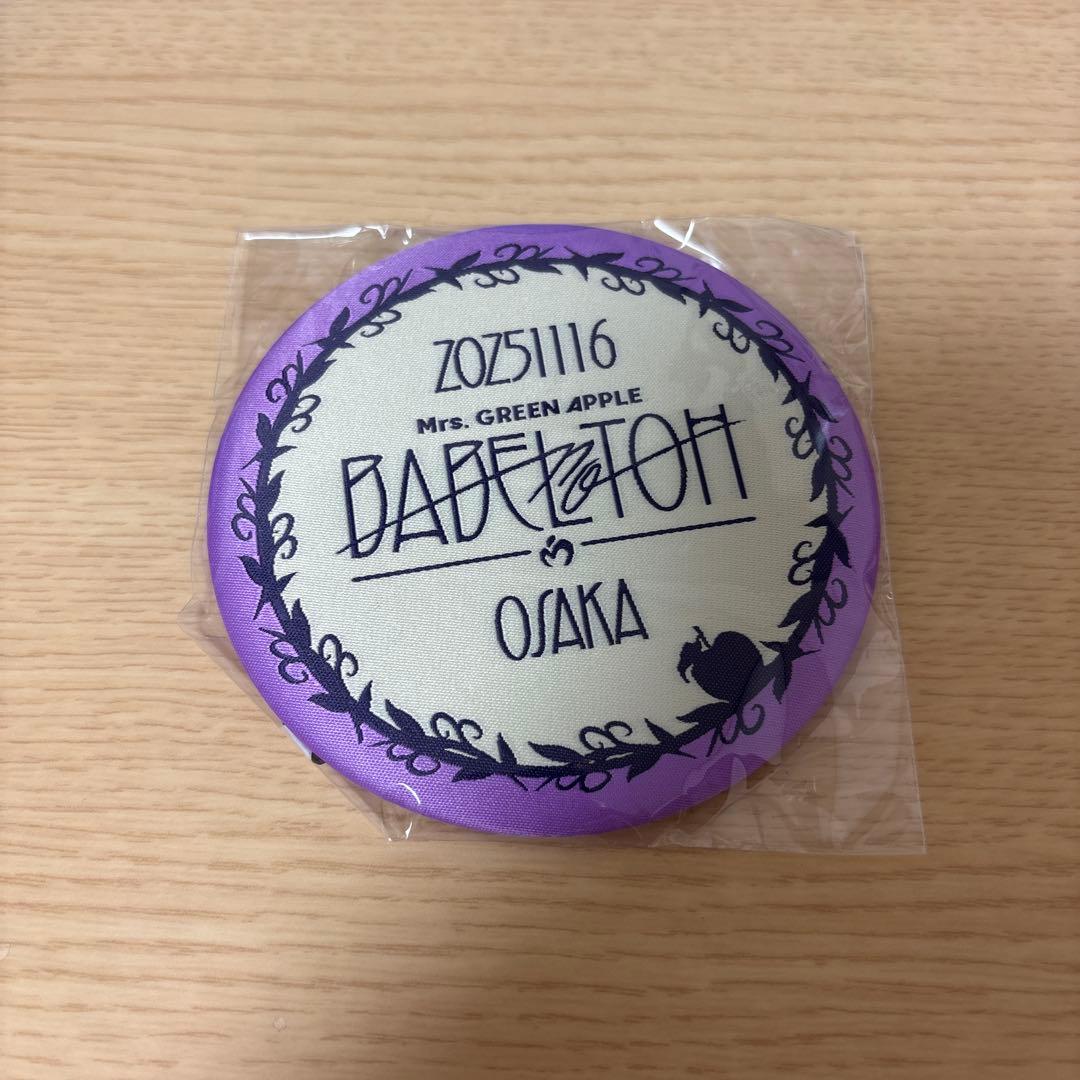 20251116
Mrs. GREEN APPLE
BABEL no TOH
OSAKA